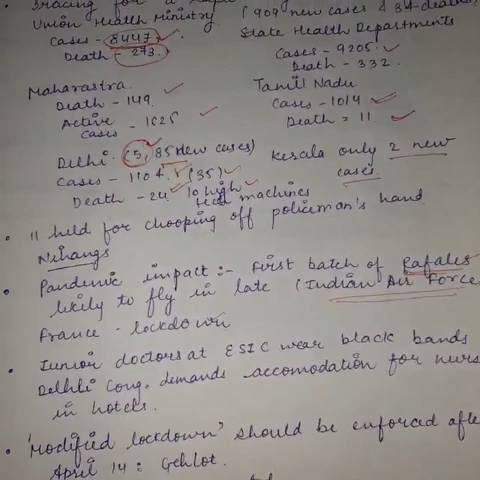 Tracing for a
Union Health Ministry (909 new cases & 34 deaths)
State Health Departments
Cases - 8447
Death - 273.
Cases - 9205.
Death - 332.
Maharastra.
Death - 149.
Active Cases - 1625
Tamil Nadu
Cases - 1014
Death = 11.
Delhi. (5, 85 new cases)
Cases - 1104. (35)
Death - 24 10 high
machines
Kerala only 2 new
cases.
• 11 held for chopping off policeman's hand.
Nihangs
• Pandemic impact :- First batch of Rafales
likely to fly in late (Indian Air Force
France - lockdown
• Junior doctors at ESIC wear black bands
Delhi Cong. demands accomodation for nurs
in hotels.
• 'Modified lockdown' should be enforced afte
April 14 : Gehlot.